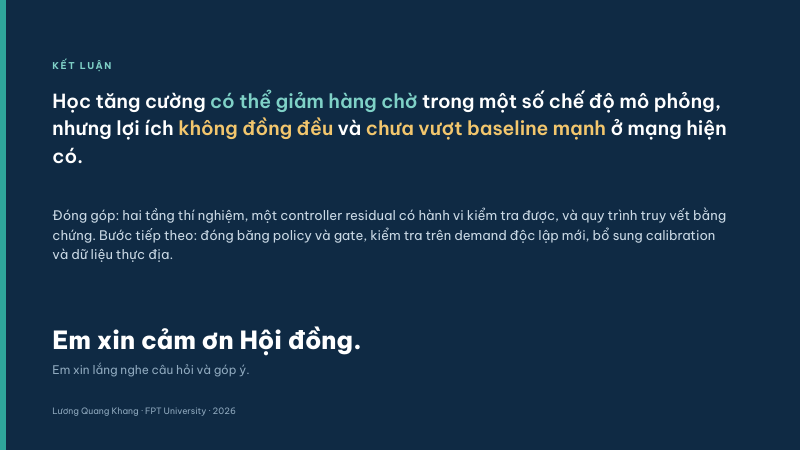 KẾT LUẬN
Học tăng cường có thể giảm hàng chờ trong một số chế độ mô phỏng,
nhưng lợi ích không đồng đều và chưa vượt baseline mạnh ở mạng hiện
có.
Đóng góp: hai tầng thí nghiệm, một controller residual có hành vi kiểm tra được, và quy trình truy vết bằng
chứng. Bước tiếp theo: đóng băng policy và gate, kiểm tra trên demand độc lập mới, bổ sung calibration
và dữ liệu thực địa.
Em xin cảm ơn Hội đồng.
Em xin lắng nghe câu hỏi và góp ý.
Lương Quang Khang · FPT University · 2026